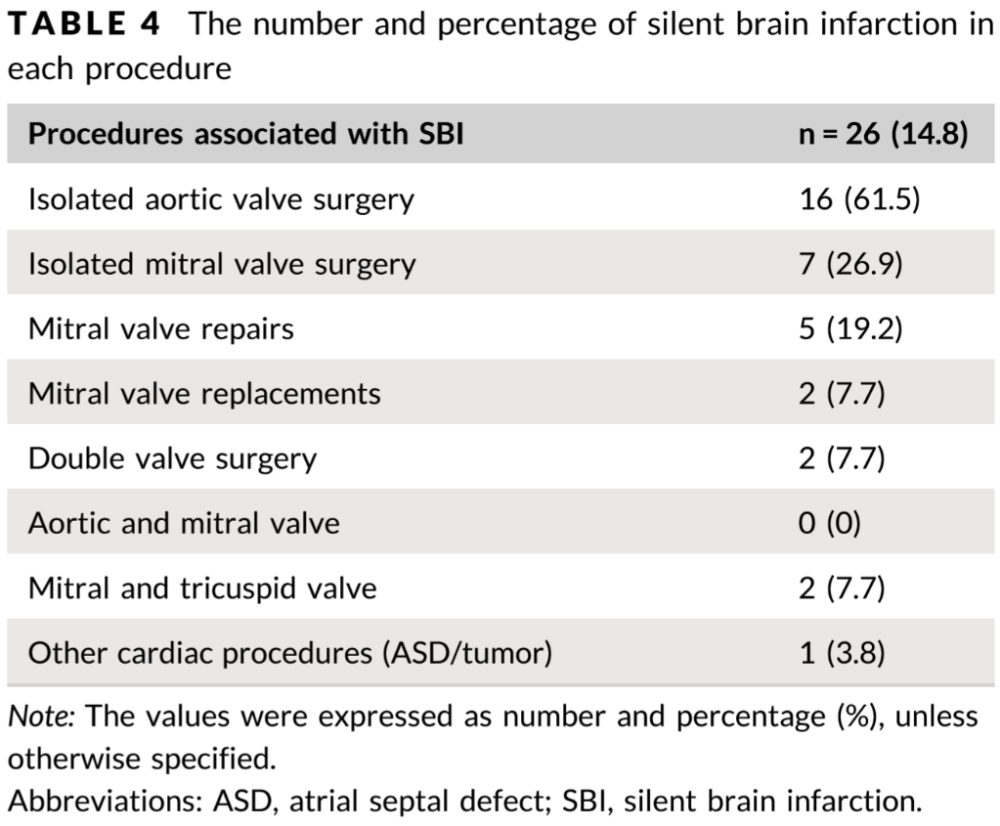 TABLE 4 The number and percentage of silent brain infarction in
each procedure
Procedures associated with SBI n = 26 (14.8)
Isolated aortic valve surgery 16 (61.5)
Isolated mitral valve surgery 7 (26.9)
Mitral valve repairs 5 (19.2)
Mitral valve replacements 2 (7.7)
Double valve surgery 2 (7.7)
Aortic and mitral valve 0 (0)
Mitral and tricuspid valve 2 (7.7)
Other cardiac procedures (ASD/tumor) 1 (3.8)
Note: The values were expressed as number and percentage (%), unless
otherwise specified.
Abbreviations: ASD, atrial septal defect; SBI, silent brain infarction.